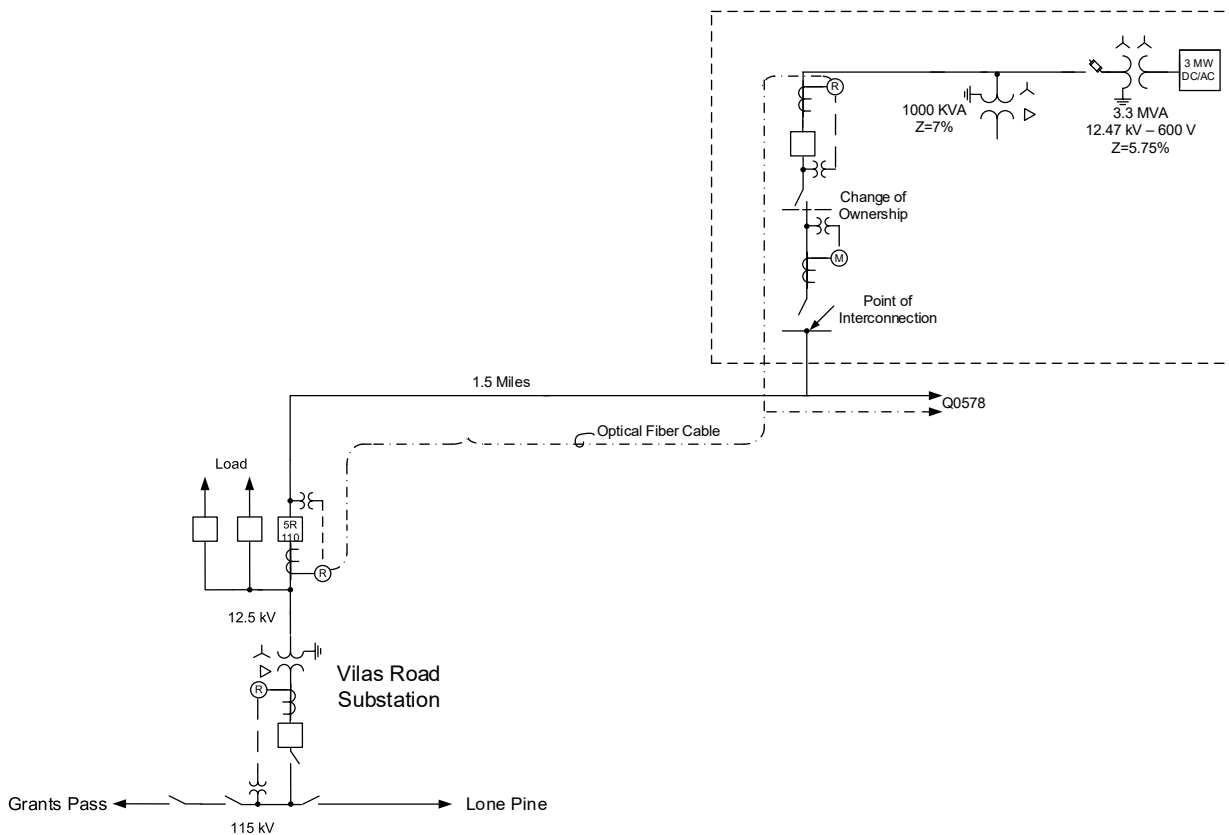 3 MW
DC/AC
R
1000 KVA
Z=7%
3.3 MVA
12.47 kV – 600 V
Z=5.75%
Change of
Ownership
M
Point of
Interconnection
1.5 Miles
Q0578
Optical Fiber Cable
Load
5R
110
R
12.5 kV
Vilas Road
Substation
R
Grants Pass
Lone Pine
115 kV